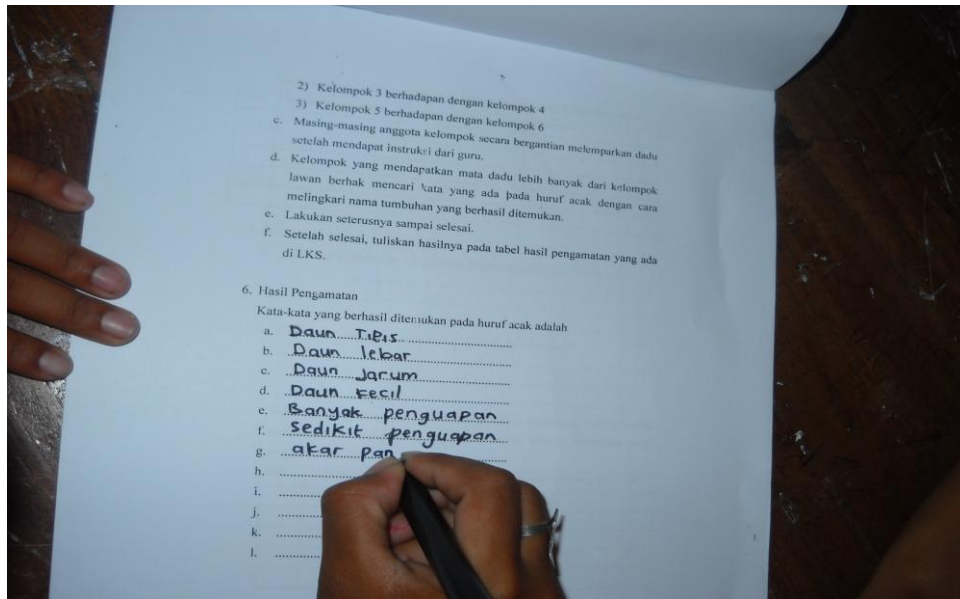 2) Kelompok 3 berhadapan dengan kelompok 4
3) Kelompok 5 berhadapan dengan kelompok 6
c. Masing-masing anggota kelompok secara bergantian melemparkan dadu
setelah mendapat instruksi dari guru.
d. Kelompok yang mendapatkan mata dadu lebih banyak dari kelompok
lawan berhak mencari kata yang ada pada huruf acak dengan cara
melingkari nama tumbuhan yang berhasil ditemukan.
e. Lakukan seterusnya sampai selesai.
f. Setelah selesai, tuliskan hasilnya pada tabel hasil pengamatan yang ada
di LKS.
6. Hasil Pengamatan
Kata-kata yang berhasil ditemukan pada huruf acak adalah
a. Daun Tipis
b. Daun lebar
c. Daun Jarum
d. Daun kecil
e. Banyak penguapan
f. Sedikit penguapan
g. akar pan
h.
i.
j.
k.
l.